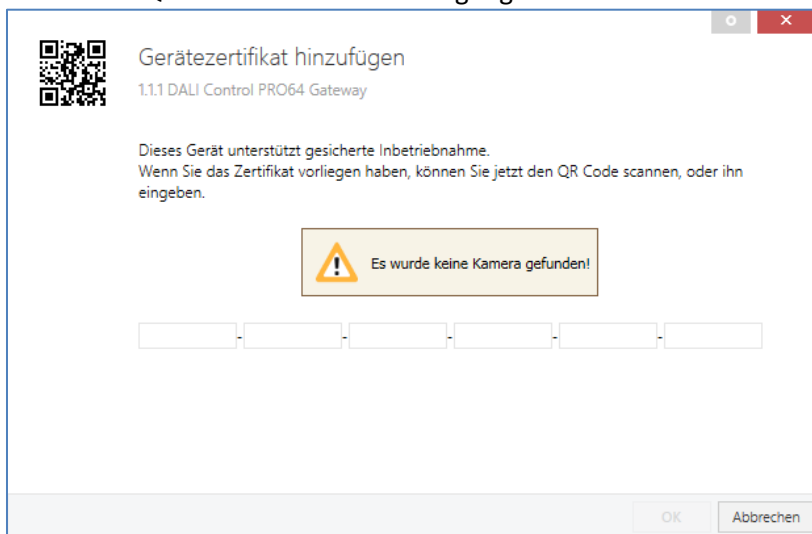 Gerätezertifikat hinzufügen
1.1.1 DALI Control PRO64 Gateway
Dieses Gerät unterstützt gesicherte Inbetriebnahme.
Wenn Sie das Zertifikat vorliegen haben, können Sie jetzt den QR Code scannen, oder ihn
eingeben.
Es wurde keine Kamera gefunden!
- - - - -
OK Abbrechen